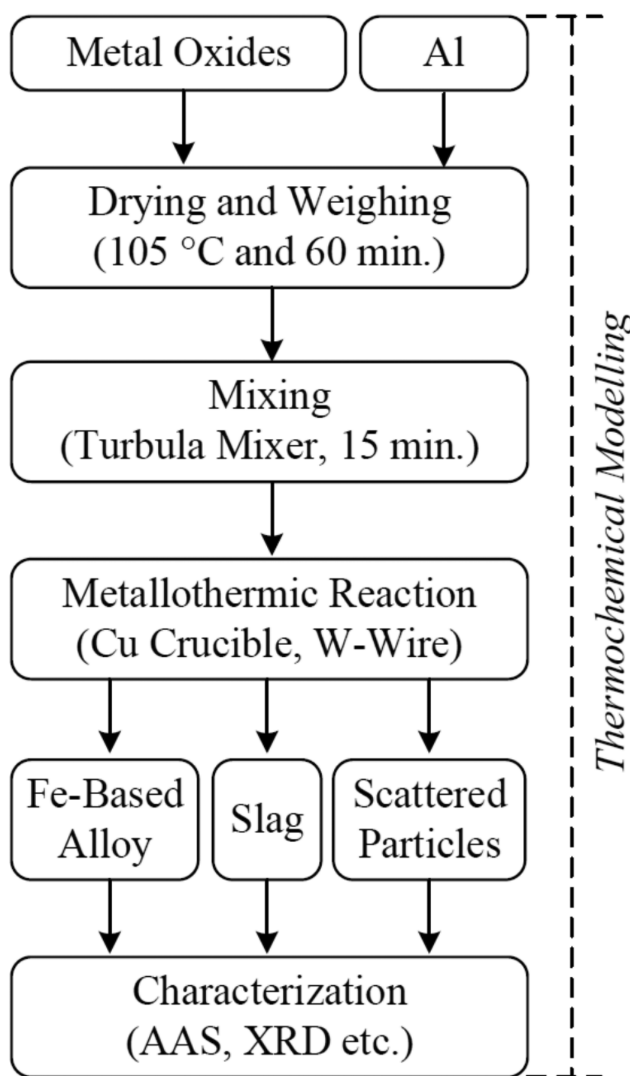 Metal Oxides
Al
Drying and Weighing
(105 °C and 60 min.)
Mixing
(Turbula Mixer, 15 min.)
Metallothermic Reaction
(Cu Crucible, W-Wire)
Fe-Based
Alloy
Slag
Scattered
Particles
Characterization
(AAS, XRD etc.)
Thermochemical Modelling